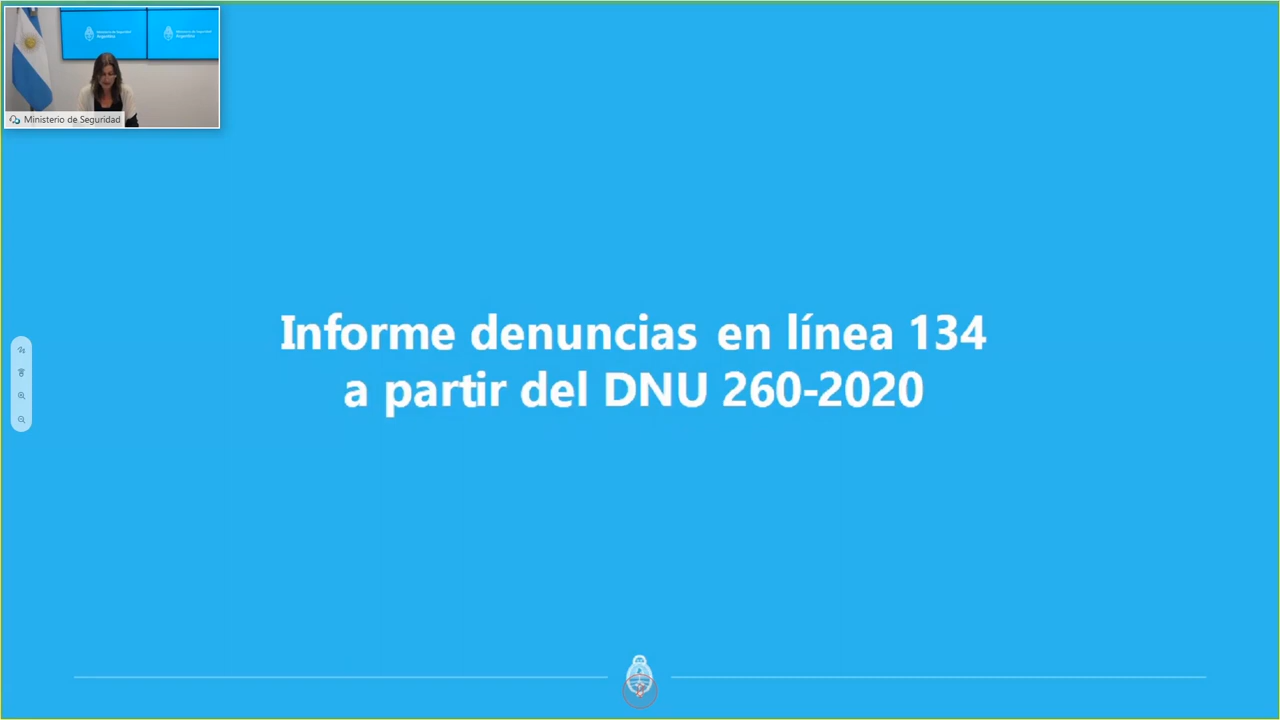 Ministerio de Seguridad
Informe denuncias en línea 134
a partir del DNU 260-2020